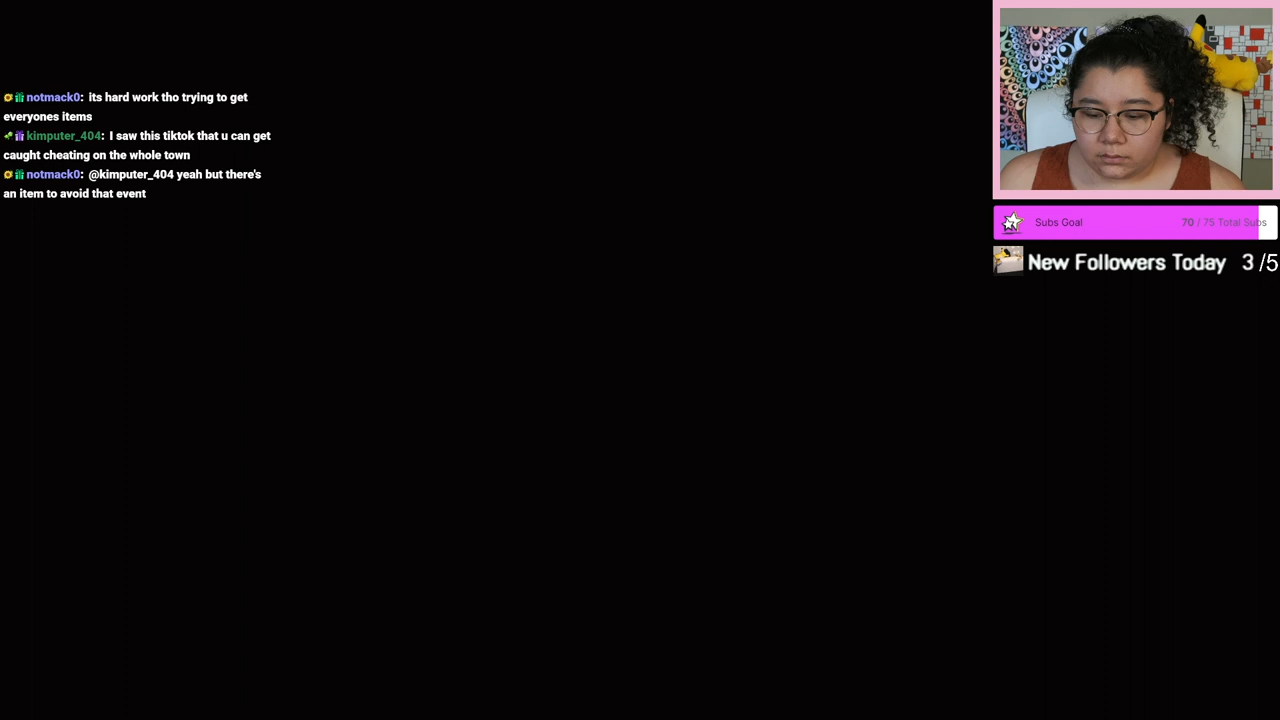 notmack0: its hard work tho trying to get
everyones items
kimputer_404: I saw this tiktok that u can get
caught cheating on the whole town
notmack0: @kimputer_404 yeah but there's
an item to avoid that event
Subs Goal 70 / 75 Total Subs
New Followers Today 3 /5